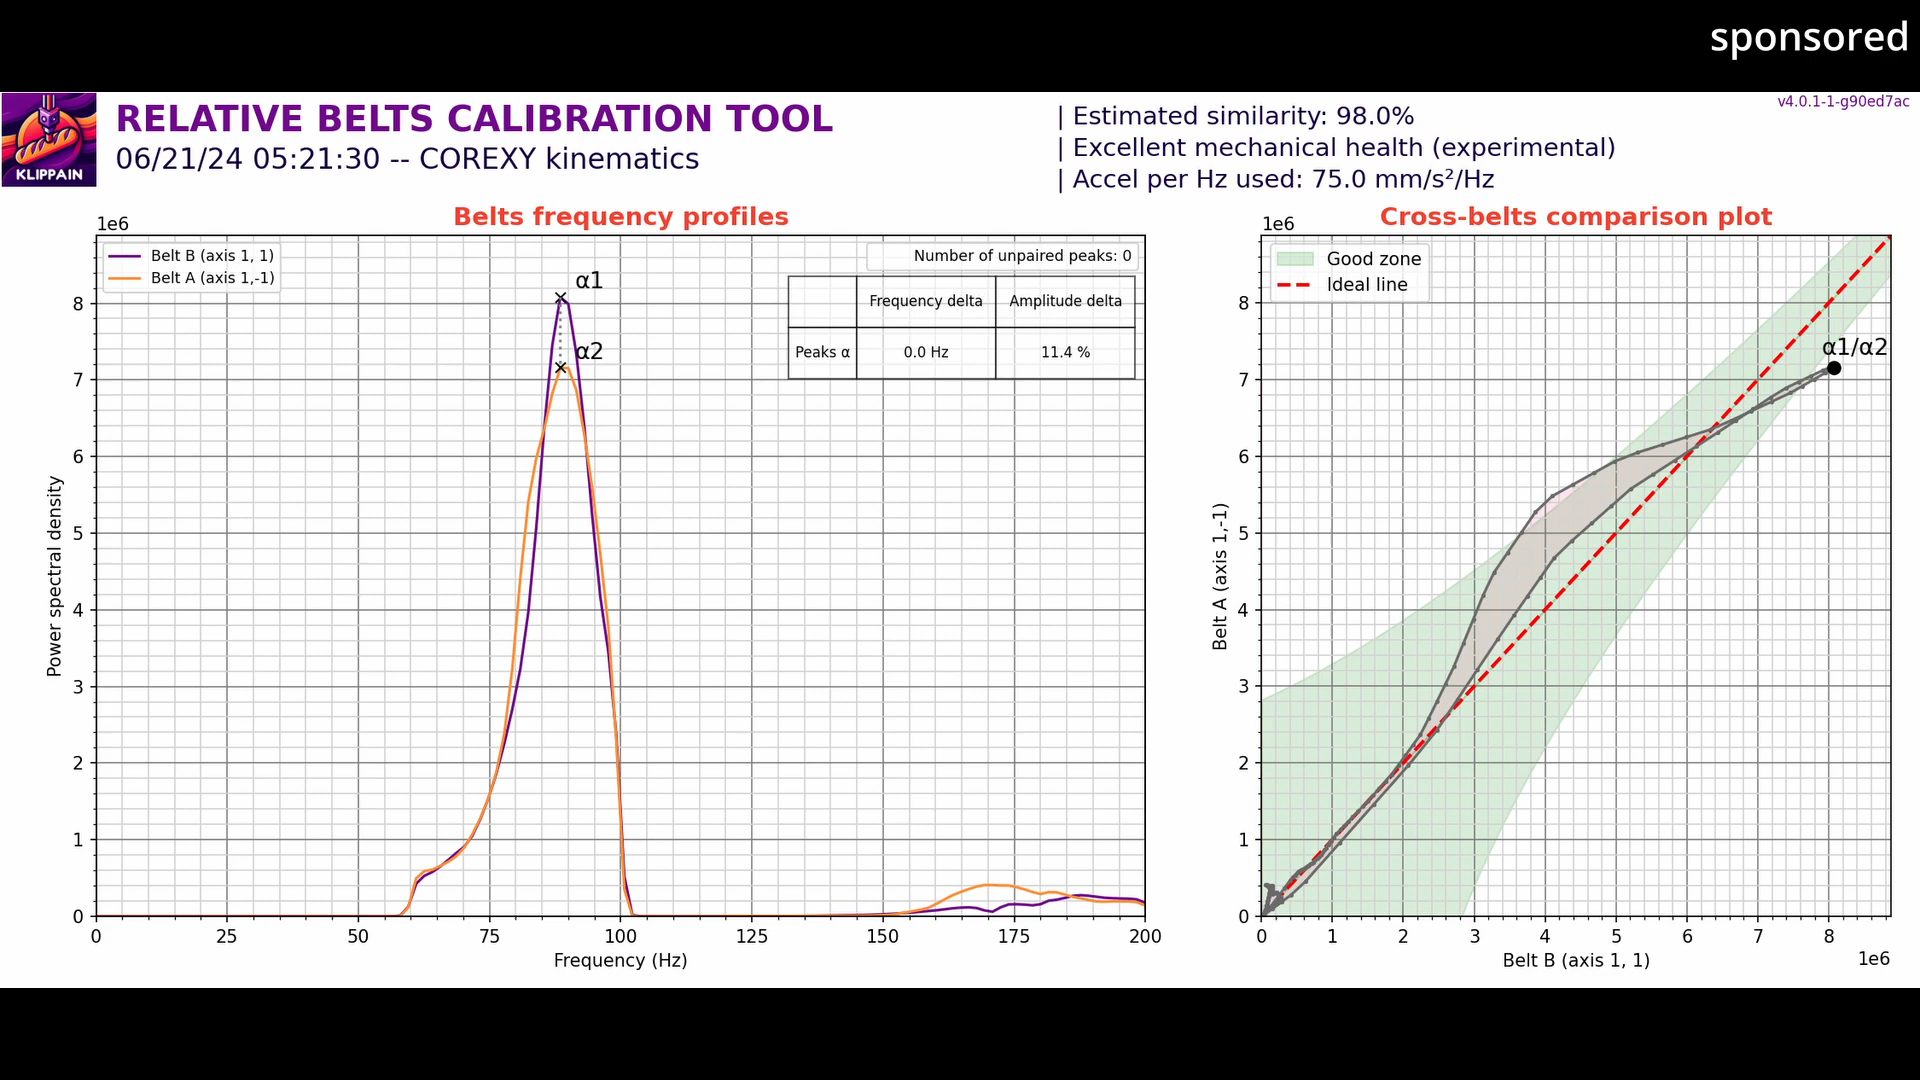 sponsored
v4.0.1-1-g90ed7ac
KLIPPAIN
RELATIVE BELTS CALIBRATION TOOL
06/21/24 05:21:30 -- COREXY kinematics
| Estimated similarity: 98.0%
| Excellent mechanical health (experimental)
| Accel per Hz used: 75.0 mm/s²/Hz
Belts frequency profiles
1e6
Belt B (axis 1, 1)
Belt A (axis 1,-1)
Number of unpaired peaks: 0
Frequency delta Amplitude delta
Peaks α 0.0 Hz 11.4 %
α1
α2
8
7
6
5
4
3
2
1
0
Power spectral density
0 25 50 75 100 125 150 175 200
Frequency (Hz)
Cross-belts comparison plot
1e6
Good zone
Ideal line
α1/α2
8
7
6
5
4
3
2
1
0
Belt A (axis 1,-1)
0 1 2 3 4 5 6 7 8
Belt B (axis 1, 1)
1e6